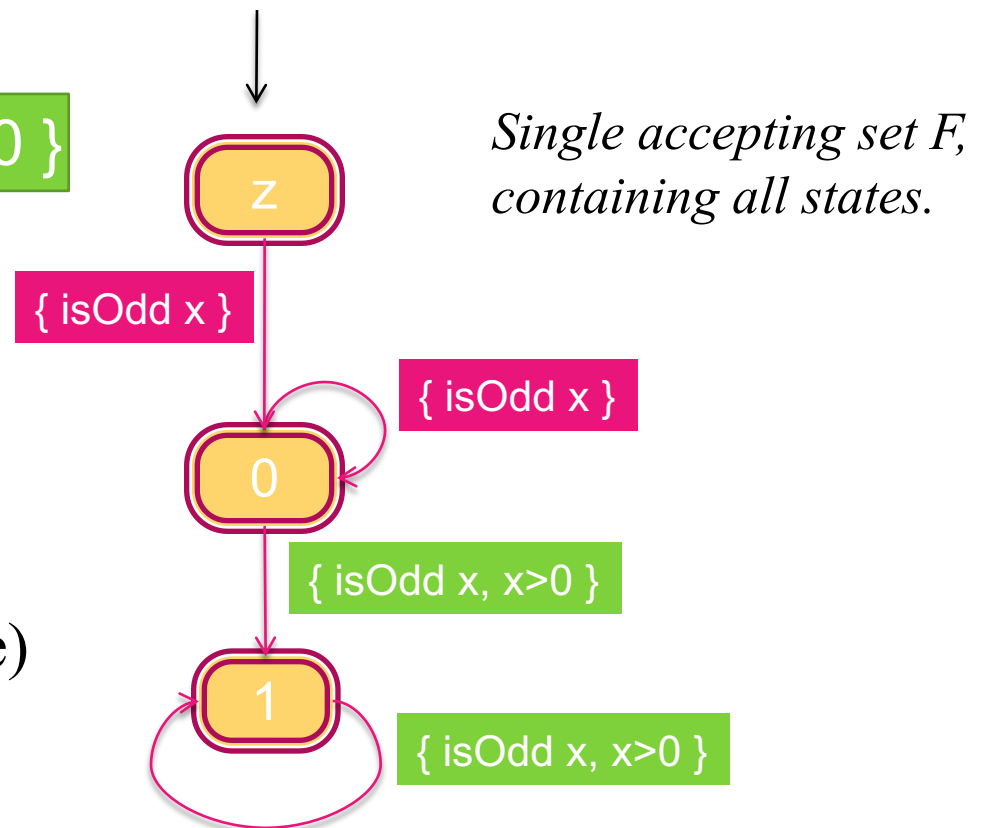 0 }
Single accepting set F,
containing all states.
z
{ isOdd x }
{ isOdd x }
0
{ isOdd x, x>0 }
e)
1
{ isOdd x, x>0 }